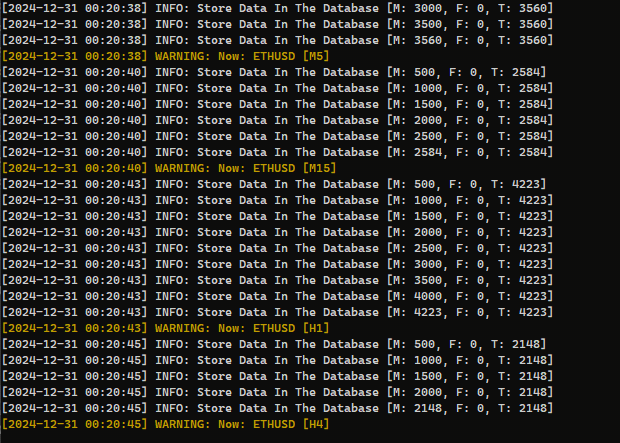 [2024-12-31 00:20:38] INFO: Store Data In The Database [M: 3000, F: 0, T: 3560]
[2024-12-31 00:20:38] INFO: Store Data In The Database [M: 3500, F: 0, T: 3560]
[2024-12-31 00:20:38] INFO: Store Data In The Database [M: 3560, F: 0, T: 3560]
[2024-12-31 00:20:38] WARNING: Now: ETHUSD [M5]
[2024-12-31 00:20:40] INFO: Store Data In The Database [M: 500, F: 0, T: 2584]
[2024-12-31 00:20:40] INFO: Store Data In The Database [M: 1000, F: 0, T: 2584]
[2024-12-31 00:20:40] INFO: Store Data In The Database [M: 1500, F: 0, T: 2584]
[2024-12-31 00:20:40] INFO: Store Data In The Database [M: 2000, F: 0, T: 2584]
[2024-12-31 00:20:40] INFO: Store Data In The Database [M: 2500, F: 0, T: 2584]
[2024-12-31 00:20:40] INFO: Store Data In The Database [M: 2584, F: 0, T: 2584]
[2024-12-31 00:20:40] WARNING: Now: ETHUSD [M15]
[2024-12-31 00:20:43] INFO: Store Data In The Database [M: 500, F: 0, T: 4223]
[2024-12-31 00:20:43] INFO: Store Data In The Database [M: 1000, F: 0, T: 4223]
[2024-12-31 00:20:43] INFO: Store Data In The Database [M: 1500, F: 0, T: 4223]
[2024-12-31 00:20:43] INFO: Store Data In The Database [M: 2000, F: 0, T: 4223]
[2024-12-31 00:20:43] INFO: Store Data In The Database [M: 2500, F: 0, T: 4223]
[2024-12-31 00:20:43] INFO: Store Data In The Database [M: 3000, F: 0, T: 4223]
[2024-12-31 00:20:43] INFO: Store Data In The Database [M: 3500, F: 0, T: 4223]
[2024-12-31 00:20:43] INFO: Store Data In The Database [M: 4000, F: 0, T: 4223]
[2024-12-31 00:20:43] INFO: Store Data In The Database [M: 4223, F: 0, T: 4223]
[2024-12-31 00:20:43] WARNING: Now: ETHUSD [H1]
[2024-12-31 00:20:45] INFO: Store Data In The Database [M: 500, F: 0, T: 2148]
[2024-12-31 00:20:45] INFO: Store Data In The Database [M: 1000, F: 0, T: 2148]
[2024-12-31 00:20:45] INFO: Store Data In The Database [M: 1500, F: 0, T: 2148]
[2024-12-31 00:20:45] INFO: Store Data In The Database [M: 2000, F: 0, T: 2148]
[2024-12-31 00:20:45] INFO: Store Data In The Database [M: 2148, F: 0, T: 2148]
[2024-12-31 00:20:45] WARNING: Now: ETHUSD [H4]